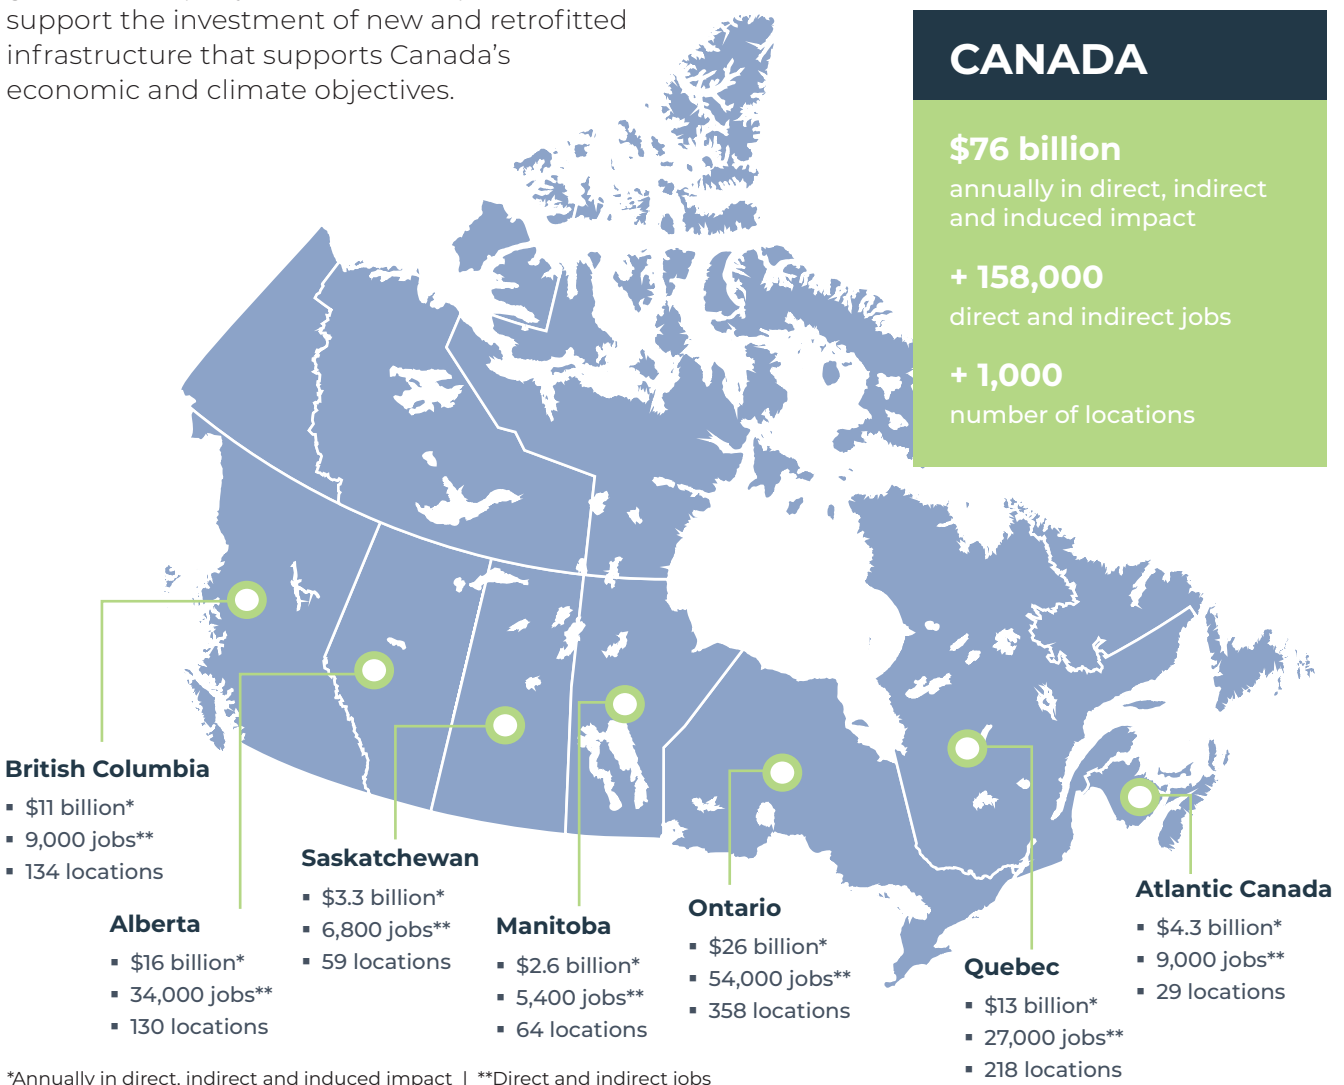 support the investment of new and retrofitted
infrastructure that supports Canada's
economic and climate objectives.
CANADA
$76 billion
annually in direct, indirect
and induced impact
+ 158,000
direct and indirect jobs
+ 1,000
number of locations
British Columbia
▪ $11 billion*
▪ 9,000 jobs**
▪ 134 locations
Alberta
▪ $16 billion*
▪ 34,000 jobs**
▪ 130 locations
Saskatchewan
▪ $3.3 billion*
▪ 6,800 jobs**
▪ 59 locations
Manitoba
▪ $2.6 billion*
▪ 5,400 jobs**
▪ 64 locations
Ontario
▪ $26 billion*
▪ 54,000 jobs**
▪ 358 locations
Quebec
▪ $13 billion*
▪ 27,000 jobs**
▪ 218 locations
Atlantic Canada
▪ $4.3 billion*
▪ 9,000 jobs**
▪ 29 locations
*Annually in direct, indirect and induced impact | **Direct and indirect jobs